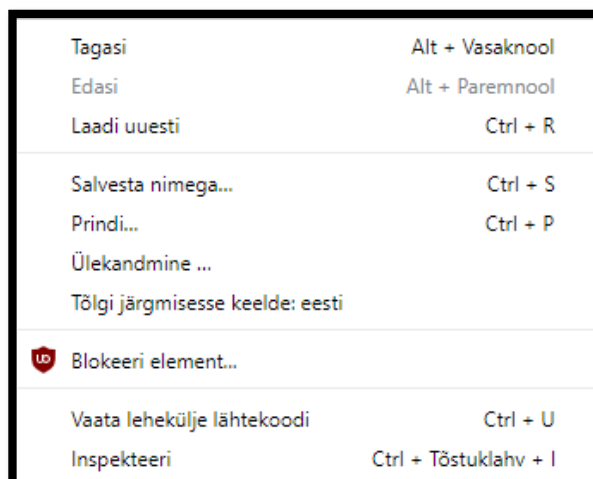 Tagasi Alt + Vasaknool
Edasi Alt + Paremnool
Laadi uuesti Ctrl + R
Salvesta nimega... Ctrl + S
Prindi... Ctrl + P
Ülekandmine ...
Tõlgi järgmisesse keelde: eesti
Blokeeri element...
Vaata lehekülje lähtekoodi Ctrl + U
Inspekteeri Ctrl + Tõstuklahv + I